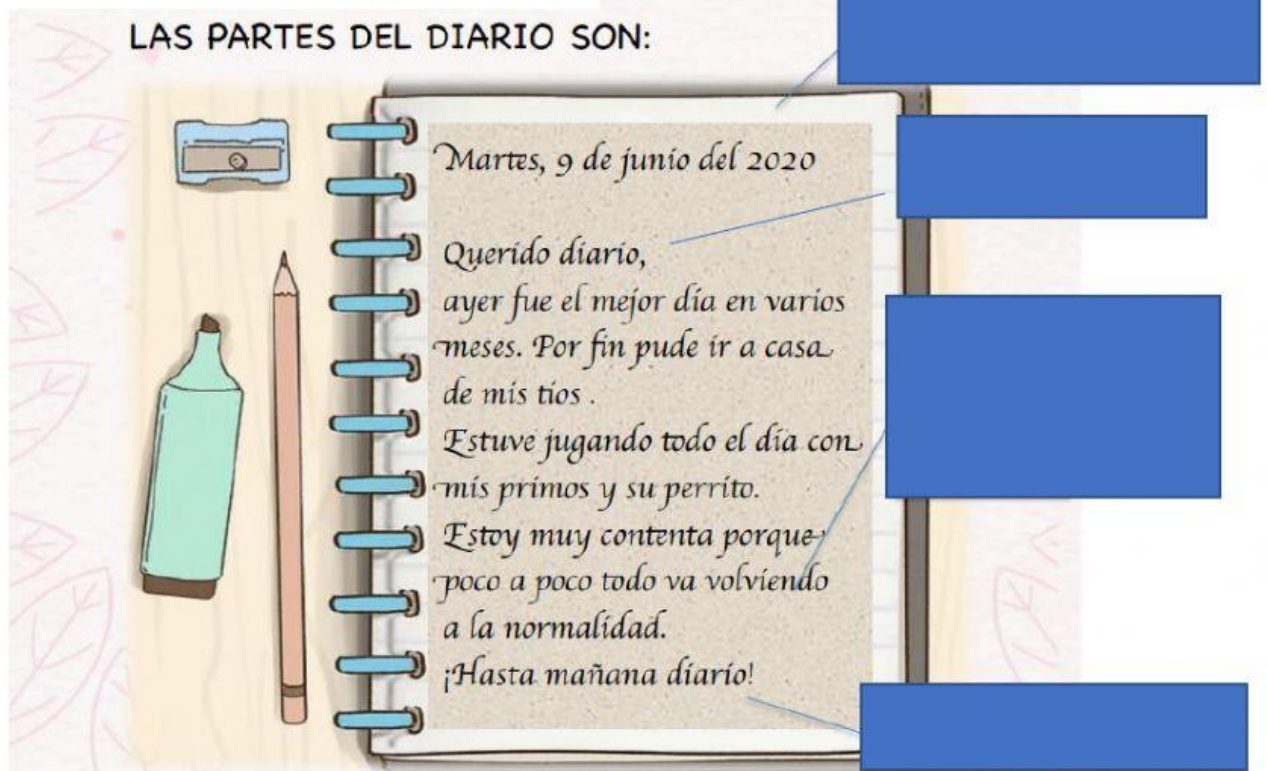 LAS PARTES DEL DIARIO SON:
Martes, 9 de junio del 2020
Querido diario,
ayer fue el mejor día en varios
meses. Por fin pude ir a casa
de mis tios .
Estuve jugando todo el día con
mis primos y su perrito.
Estoy muy contenta porque
poco a poco todo va volviendo
a la normalidad.
¡Hasta mañana diario!